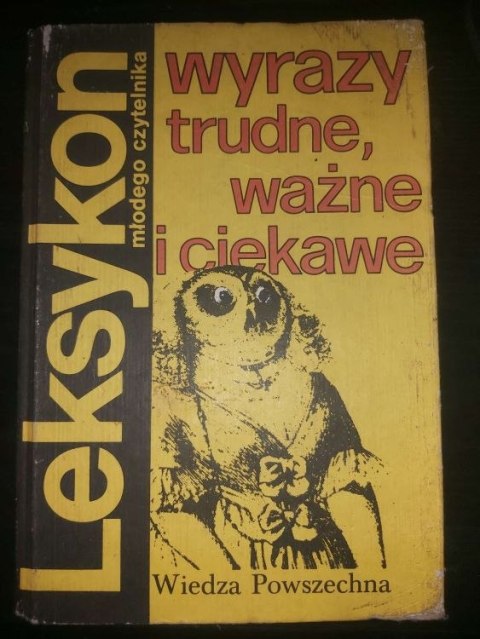 Leksykon
młodego czytelnika
wyrazy
trudne,
ważne
i ciekawe
Wiedza Powszechna